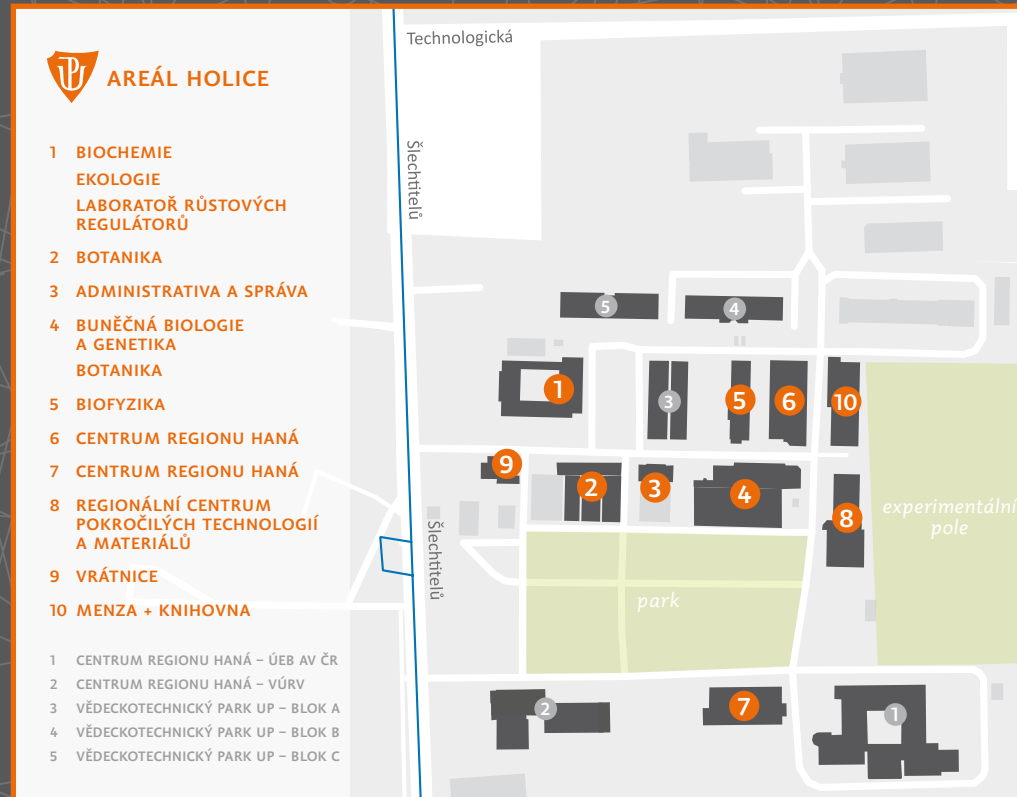 UP
AREÁL HOLICE
1 BIOCHEMIE
EKOLOGIE
LABORATOŘ RŮSTOVÝCH
REGULÁTORŮ
2 BOTANIKA
3 ADMINISTRATIVA A SPRÁVA
4 BUNĚČNÁ BIOLOGIE
A GENETIKA
BOTANIKA
5 BIOFYZIKA
6 CENTRUM REGIONU HANÁ
7 CENTRUM REGIONU HANÁ
8 REGIONÁLNÍ CENTRUM
POKROČILÝCH TECHNOLOGIÍ
A MATERIÁLŮ
9 VRÁTNICE
10 MENZA + KNIHOVNA
1 CENTRUM REGIONU HANÁ – ÚEB AV ČR
2 CENTRUM REGIONU HANÁ – VÚRV
3 VĚDECKOTECHNICKÝ PARK UP – BLOK A
4 VĚDECKOTECHNICKÝ PARK UP – BLOK B
5 VĚDECKOTECHNICKÝ PARK UP – BLOK C
Technologická
Šlechtitelů
5
4
1
3
5
6
10
9
2
3
4
8
experimentální
pole
Šlechtitelů
park
2
7
1